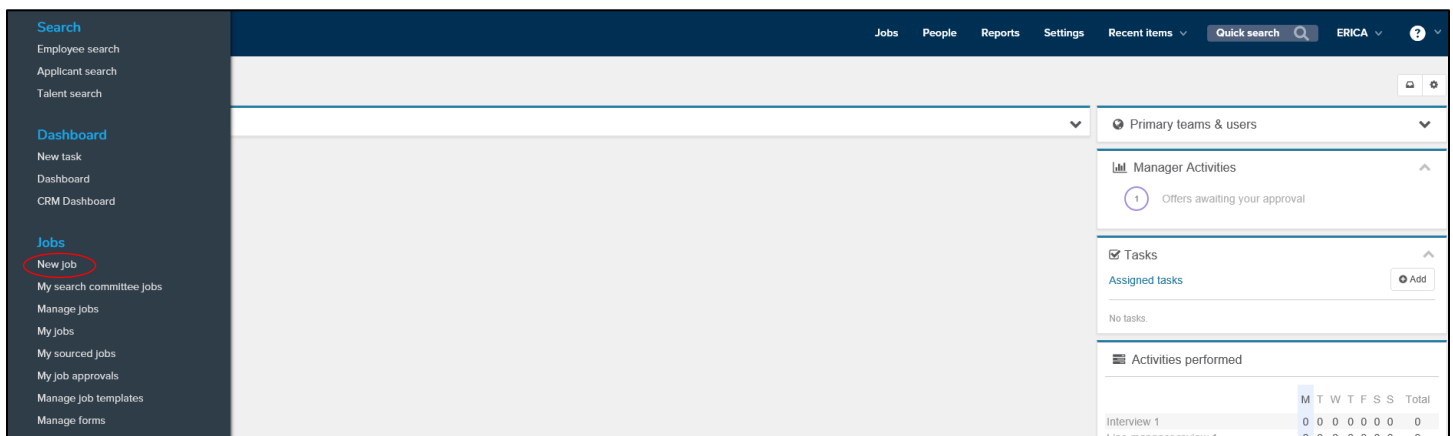 Search
Employee search
Applicant search
Talent search
Dashboard
New task
Dashboard
CRM Dashboard
Jobs
New job
My search committee jobs
Manage jobs
My jobs
My sourced jobs
My job approvals
Manage job templates
Manage forms
Jobs People Reports Settings Recent items Quick search ERICA ?
Primary teams & users
Manager Activities
1 Offers awaiting your approval
Tasks
Assigned tasks Add
No tasks.
Activities performed
M T W T F S S Total
Interview 1 0 0 0 0 0 0 0 0